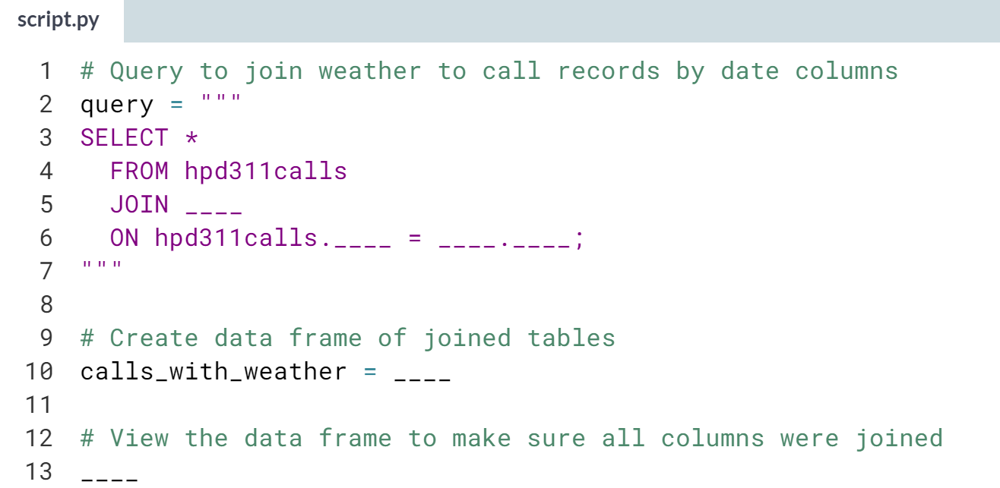 script.py
1 # Query to join weather to call records by date columns
2 query = """
3 SELECT *
4   FROM hpd311calls
5   JOIN ____
6   ON hpd311calls.____ = ____.____;
7 """
8
9 # Create data frame of joined tables
10 calls_with_weather = ____
11
12 # View the data frame to make sure all columns were joined
13 ____